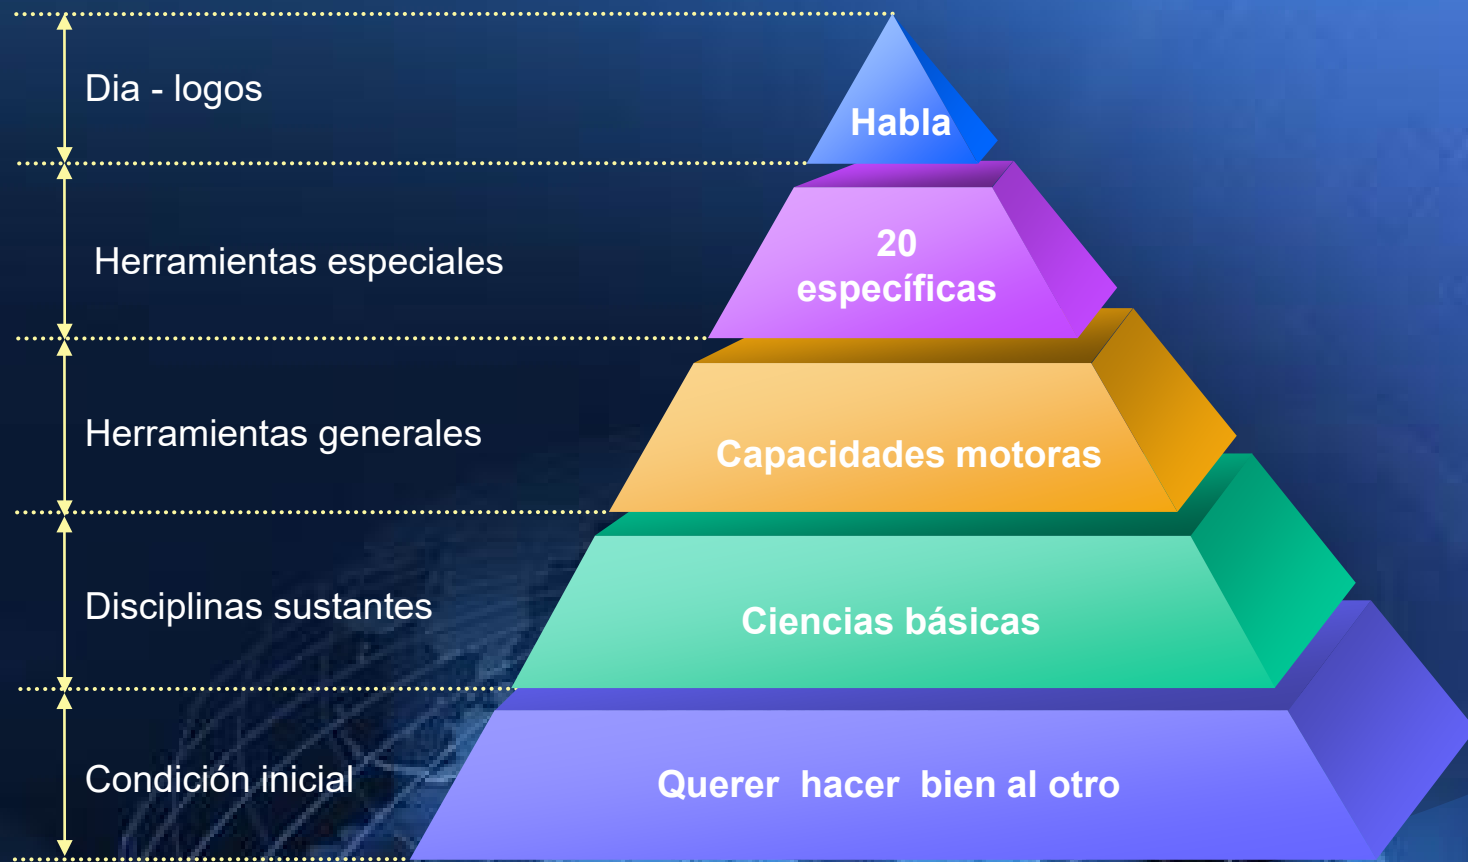 Dia - logos
Habla
Herramientas especiales
20
específicas
Herramientas generales
Capacidades motoras
Disciplinas sustantes
Ciencias básicas
Condición inicial
Querer  hacer  bien al otro